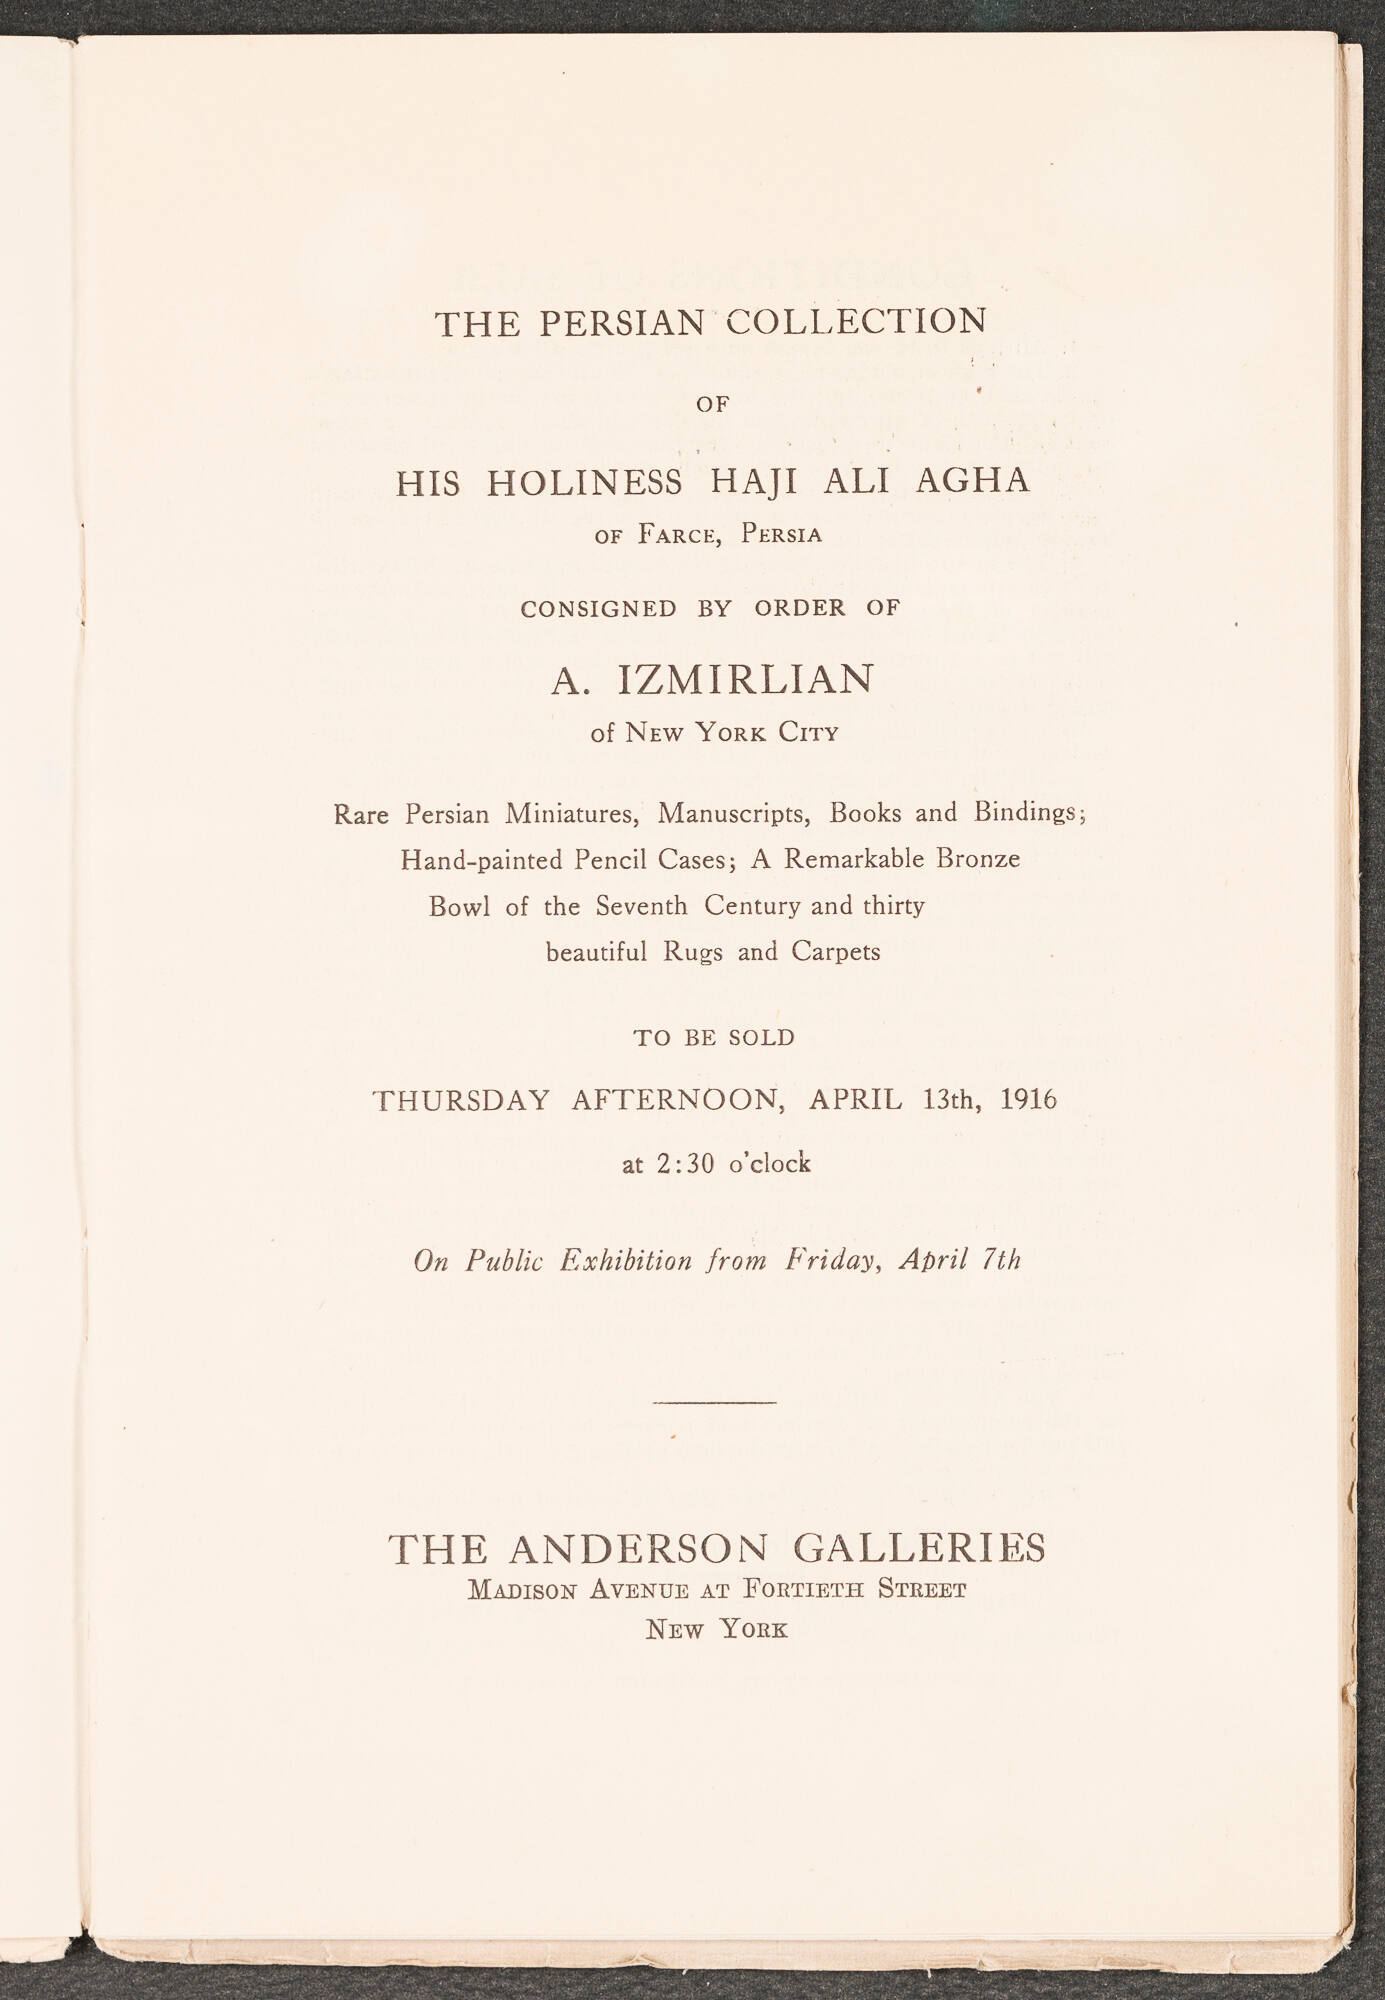 THE PERSIAN COLLECTION
OF
HIS HOLINESS HAJI ALI AGHA
OF FARCE, PERSIA
CONSIGNED BY ORDER OF
A. IZMIRLIAN
of NEW YORK CITY
Rare Persian Miniatures, Manuscripts, Books and Bindings;
Hand-painted Pencil Cases; A Remarkable Bronze
Bowl of the Seventh Century and thirty
beautiful Rugs and Carpets
TO BE SOLD
THURSDAY AFTERNOON, APRIL 13th, 1916
at 2:30 o'clock
On Public Exhibition from Friday, April 7th
THE ANDERSON GALLERIES
MADISON AVENUE AT FORTIETH STREET
NEW YORK